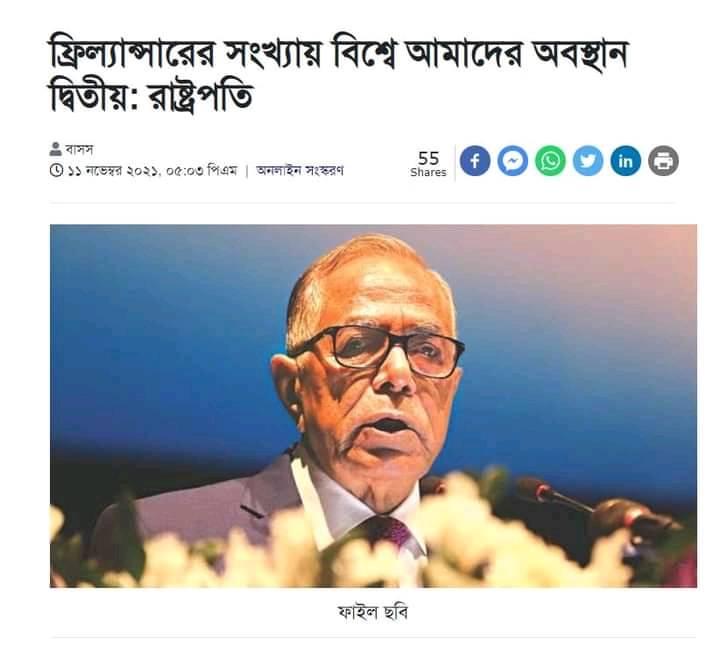 ফ্রিল্যান্সারের সংখ্যায় বিশ্বে আমাদের অবস্থান
দ্বিতীয়: রাষ্ট্রপতি
বাসস
১১ নভেম্বর ২০২১, ০৫:০৩ পিএম | অনলাইন সংস্করণ
55
Shares
ফাইল ছবি